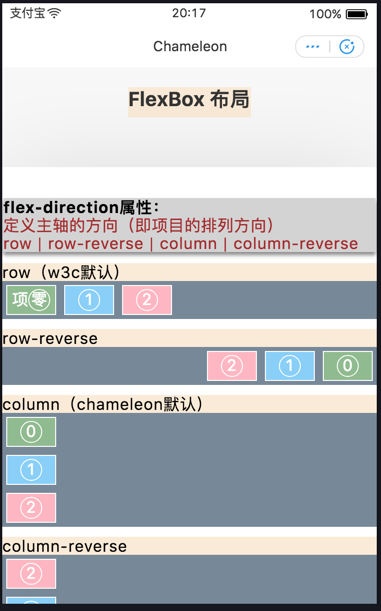 支付宝 20:17 100%
Chameleon
FlexBox 布局
flex-direction属性：
定义主轴的方向（即项目的排列方向）
row | row-reverse | column | column-reverse
row（w3c默认）
项零 ① ②
row-reverse
② ① ⓪
column（chameleon默认）
⓪
①
②
column-reverse
②
①